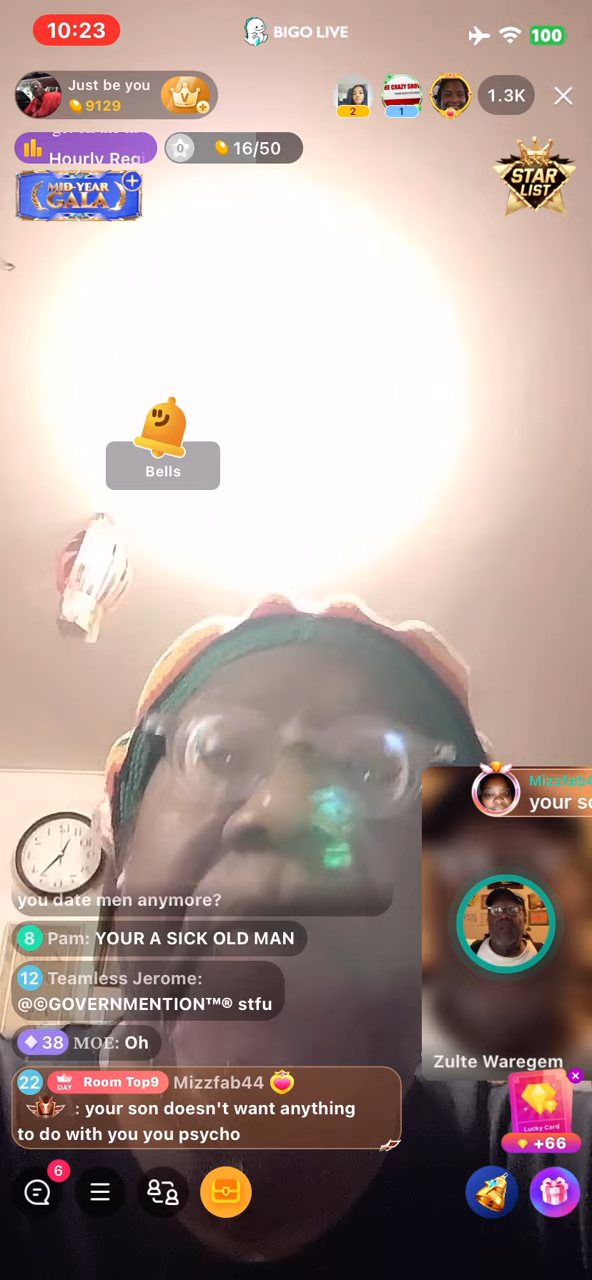 10:23
BIGO LIVE
100
Just be you
9129
2
1
1.3K
Hourly
0
16/50
MID-YEAR
GALA
STAR
LIST
Bells
Mizzfab4
your so
you date men anymore?
8 Pam: YOUR A SICK OLD MAN
12 Teamless Jerome:
@©GOVERNMENTION™® stfu
38 MOE: Oh
22 DAY Room Top9 Mizzfab44
: your son doesn't want anything
to do with you you psycho
Zulte Waregem
Lucky Card
+66
6